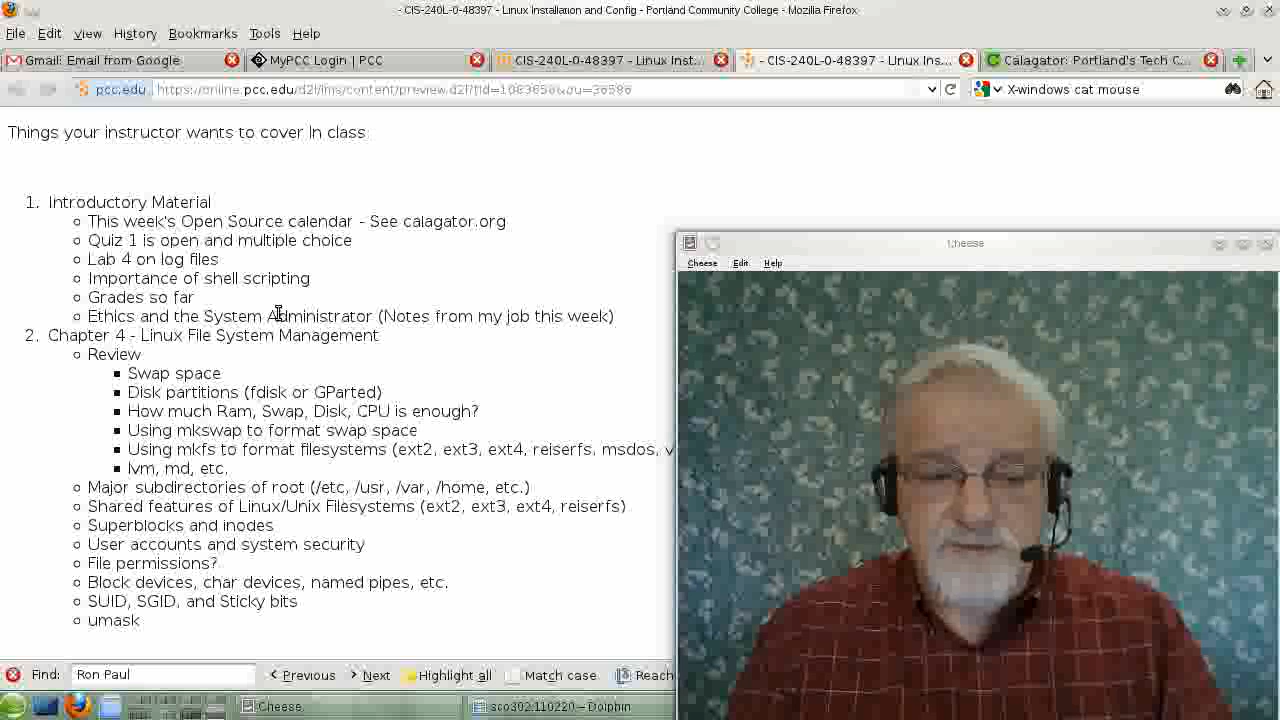 - CIS-240L-0-48397 - Linux Installation and Config - Portland Community College - Mozilla Firefox
File Edit View History Bookmarks Tools Help
Gmail: Email from Google
MyPCC Login | PCC
CIS-240L-0-48397 - Linux Inst...
- CIS-240L-0-48397 - Linux Ins...
Calagator: Portland's Tech C...
pcc.edu
X-windows cat mouse
Things your instructor wants to cover In class
1. Introductory Material
This week's Open Source calendar - See calagator.org
Quiz 1 is open and multiple choice
Lab 4 on log files
Importance of shell scripting
Grades so far
Ethics and the System Administrator (Notes from my job this week)
2. Chapter 4 - Linux File System Management
Review
Swap space
Disk partitions (fdisk or GParted)
How much Ram, Swap, Disk, CPU is enough?
Using mkswap to format swap space
Using mkfs to format filesystems (ext2, ext3, ext4, reiserfs, msdos, v
lvm, md, etc.
Major subdirectories of root (/etc, /usr, /var, /home, etc.)
Shared features of Linux/Unix Filesystems (ext2, ext3, ext4, reiserfs)
Superblocks and inodes
User accounts and system security
File permissions?
Block devices, char devices, named pipes, etc.
SUID, SGID, and Sticky bits
umask
Cheese
Cheese Edit Help
Find: Ron Paul Previous Next Highlight all Match case Reach
Cheese
sco302:110220 – Dolphin